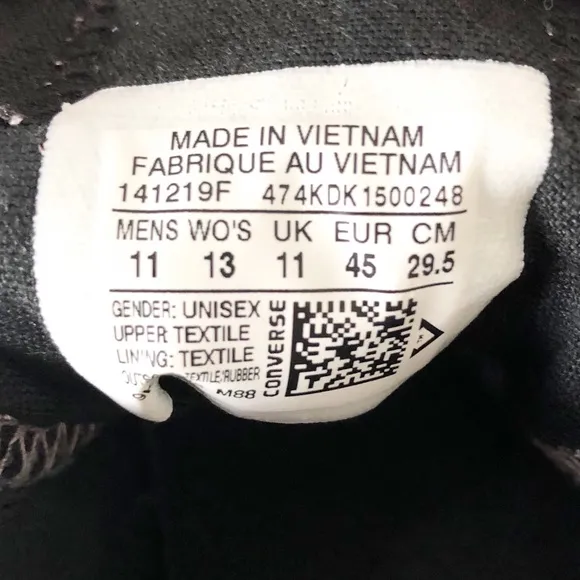 MADE IN VIETNAM
FABRIQUE AU VIETNAM
141219F 474KDK1500248
MENS WO'S UK EUR CM
11 13 11 45 29.5
GENDER: UNISEX
UPPER TEXTILE
LINING: TEXTILE
TEXTILE/RUBBER
M88
CONVERSE